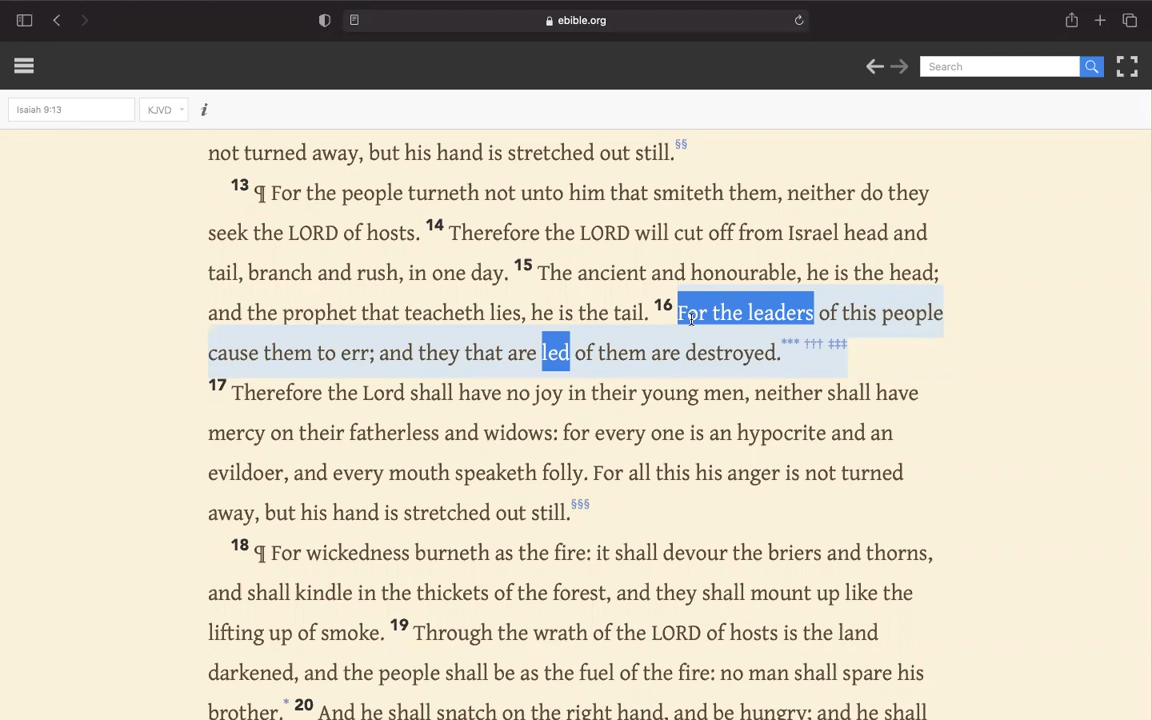 ebible.org
Search
Isaiah 9:13
KJVD
i
not turned away, but his hand is stretched out still.§§
13 ¶ For the people turneth not unto him that smiteth them, neither do they
seek the LORD of hosts. 14 Therefore the LORD will cut off from Israel head and
tail, branch and rush, in one day. 15 The ancient and honourable, he is the head;
and the prophet that teacheth lies, he is the tail. 16 For the leaders of this people
cause them to err; and they that are led of them are destroyed.*** ††† ‡‡‡
17 Therefore the Lord shall have no joy in their young men, neither shall have
mercy on their fatherless and widows: for every one is an hypocrite and an
evildoer, and every mouth speaketh folly. For all this his anger is not turned
away, but his hand is stretched out still.§§§
18 ¶ For wickedness burneth as the fire: it shall devour the briers and thorns,
and shall kindle in the thickets of the forest, and they shall mount up like the
lifting up of smoke. 19 Through the wrath of the LORD of hosts is the land
darkened, and the people shall be as the fuel of the fire: no man shall spare his
brother.* 20 And he shall snatch on the right hand, and be hungry; and he shall